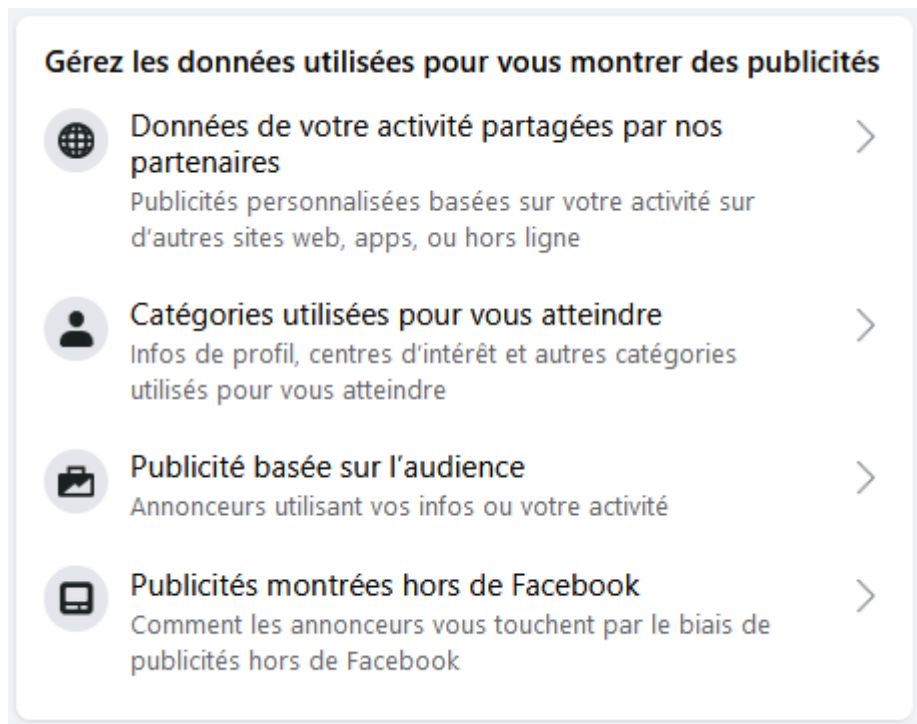 Gérez les données utilisées pour vous montrer des publicités
Données de votre activité partagées par nos
partenaires
Publicités personnalisées basées sur votre activité sur
d'autres sites web, apps, ou hors ligne
Catégories utilisées pour vous atteindre
Infos de profil, centres d'intérêt et autres catégories
utilisés pour vous atteindre
Publicité basée sur l'audience
Annonceurs utilisant vos infos ou votre activité
Publicités montrées hors de Facebook
Comment les annonceurs vous touchent par le biais de
publicités hors de Facebook